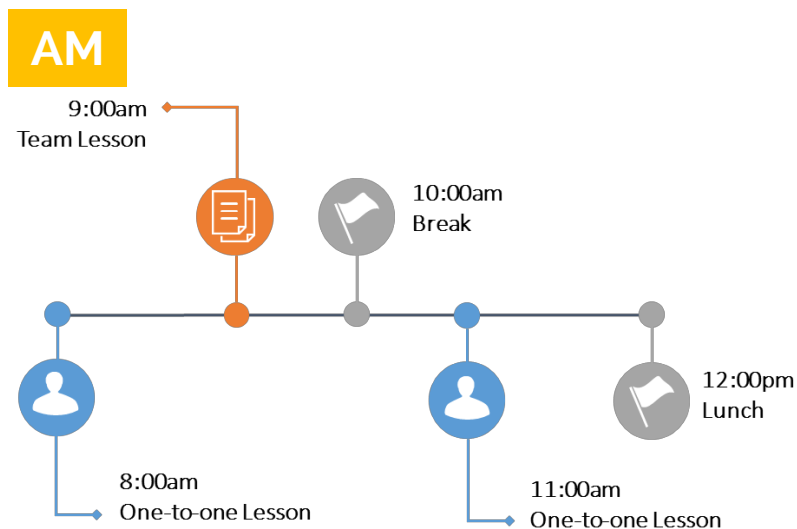 AM
9:00am
Team Lesson
10:00am
Break
12:00pm
Lunch
8:00am
One-to-one Lesson
11:00am
One-to-one Lesson